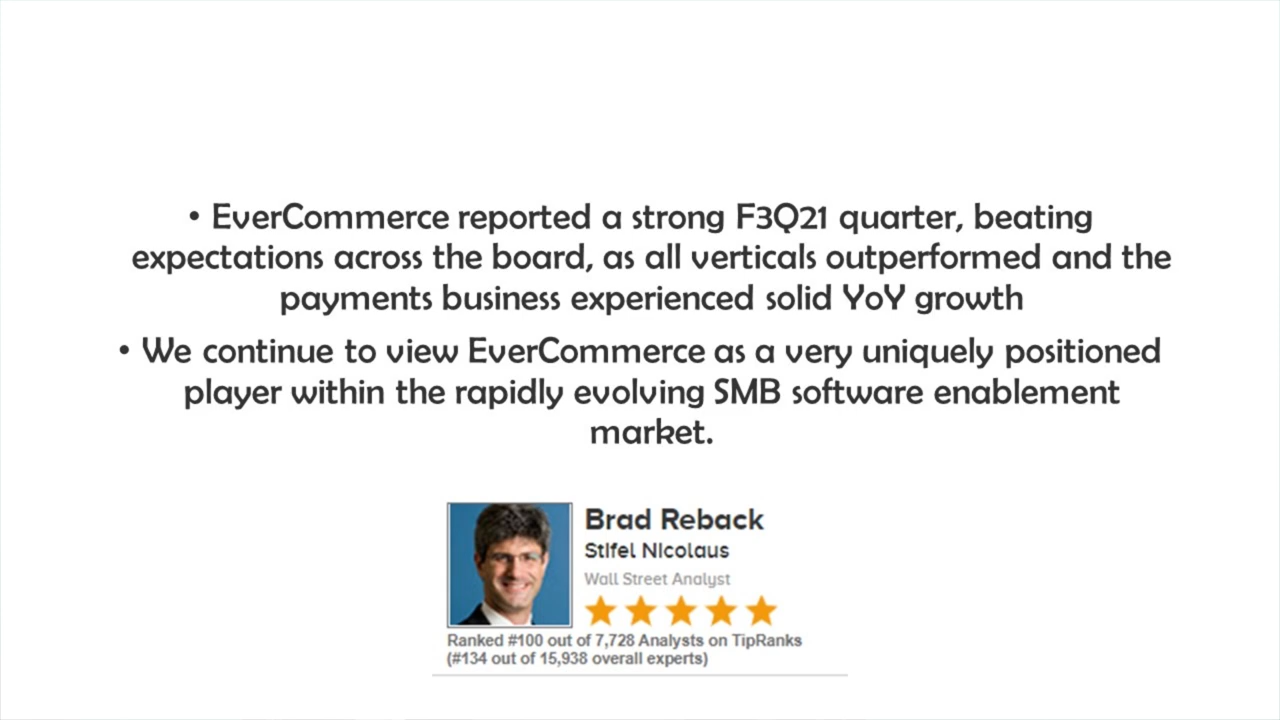 • EverCommerce reported a strong F3Q21 quarter, beating
expectations across the board, as all verticals outperformed and the
payments business experienced solid YoY growth
• We continue to view EverCommerce as a very uniquely positioned
player within the rapidly evolving SMB software enablement
market.
Brad Reback
Stifel Nicolaus
Wall Street Analyst
Ranked #100 out of 7,728 Analysts on TipRanks
(#134 out of 15,938 overall experts)